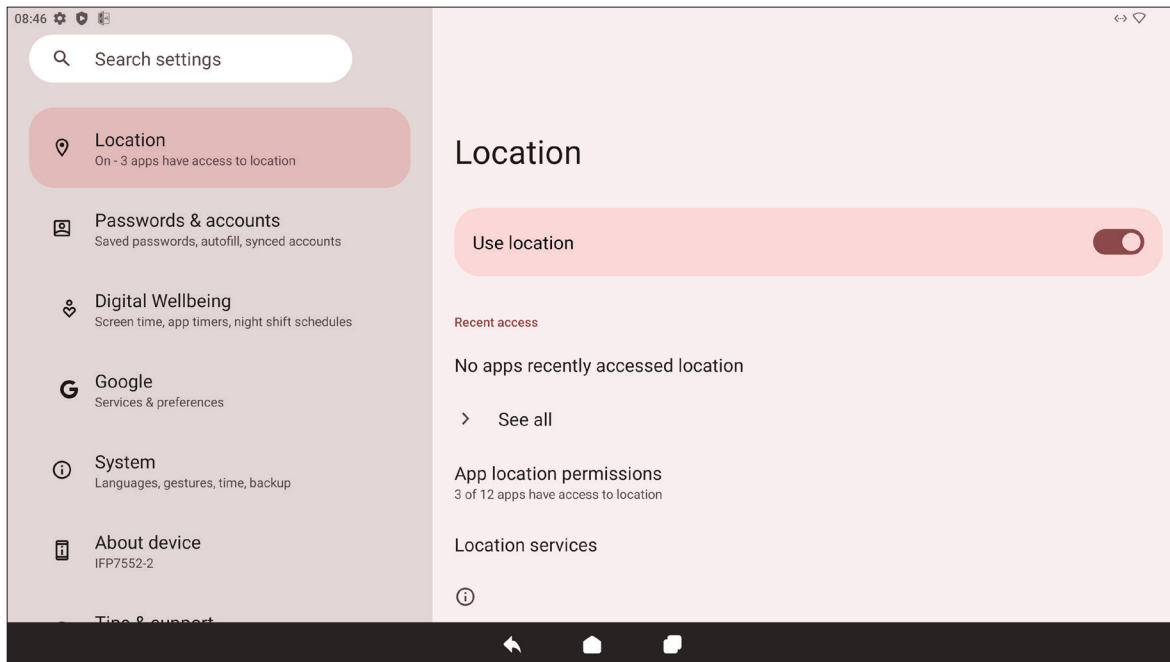 08:46
Search settings
Location
On - 3 apps have access to location
Passwords & accounts
Saved passwords, autofill, synced accounts
Digital Wellbeing
Screen time, app timers, night shift schedules
Google
Services & preferences
System
Languages, gestures, time, backup
About device
IFP7552-2
Tips & support
Location
Use location
Recent access
No apps recently accessed location
See all
App location permissions
3 of 12 apps have access to location
Location services